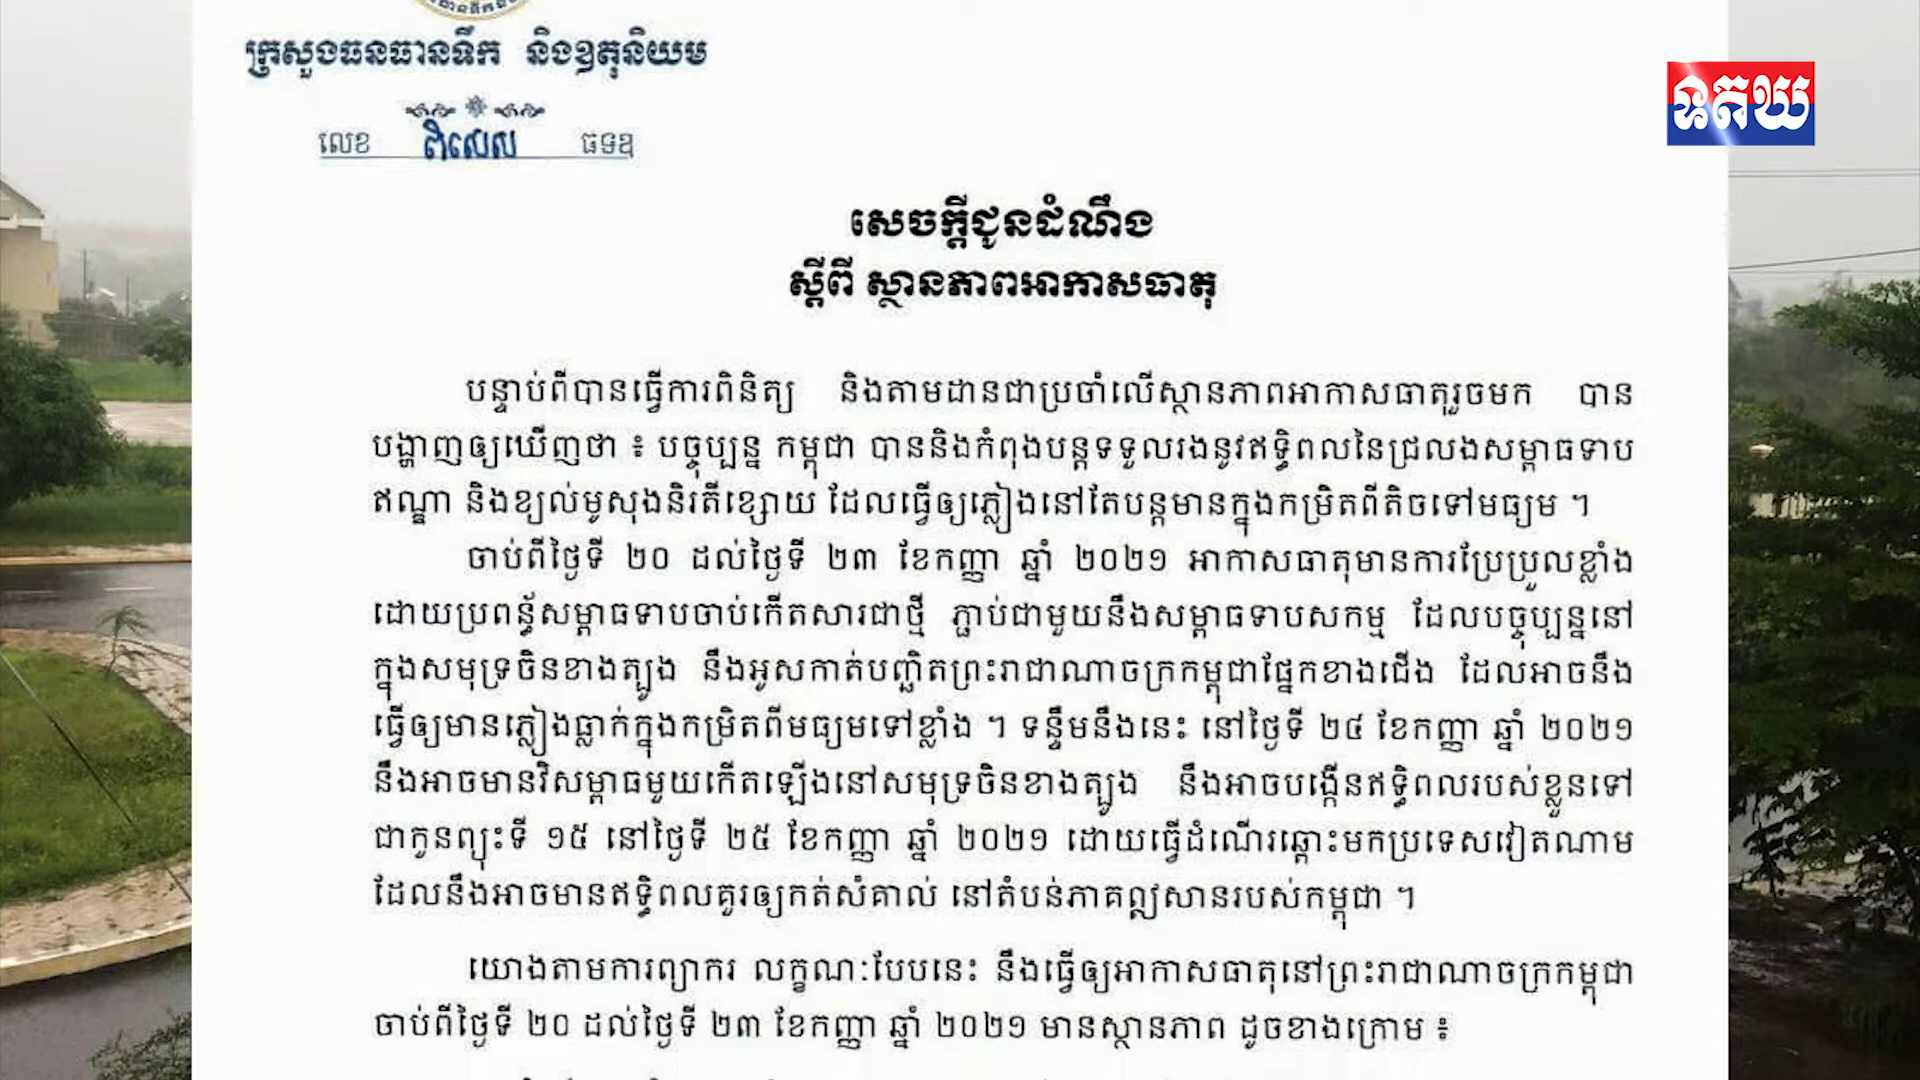 ក្រសួងធនធានទឹក និងឧតុនិយម
លេខ ពិសេស ធទឧ
ទតឃ
សេចក្តីជូនដំណឹង
ស្តីពី ស្ថានភាពអាកាសធាតុ
បន្ទាប់ពីបានធ្វើការពិនិត្យ និងតាមដានជាប្រចាំលើស្ថានភាពអាកាសធាតុរួចមក បាន
បង្ហាញឲ្យឃើញថា ៖ បច្ចុប្បន្ន កម្ពុជា បាននិងកំពុងបន្តទទួលរងនូវឥទ្ធិពលនៃជ្រលងសម្ពាធទាប
ឥណ្ឌា និងខ្យល់មូសុងនិរតីខ្សោយ ដែលធ្វើឲ្យភ្លៀងនៅតែបន្តមានក្នុងកម្រិតពីតិចទៅមធ្យម ។
ចាប់ពីថ្ងៃទី ២០ ដល់ថ្ងៃទី ២៣ ខែកញ្ញា ឆ្នាំ ២០២១ អាកាសធាតុមានការប្រែប្រួលខ្លាំង
ដោយប្រពន្ធ័សម្ពាធទាបចាប់កើតសារជាថ្មី ភ្ជាប់ជាមួយនឹងសម្ពាធទាបសកម្ម ដែលបច្ចុប្បន្ននៅ
ក្នុងសមុទ្រចិនខាងត្បូង នឹងអូសកាត់បញ្ចិតព្រះរាជាណាចក្រកម្ពុជាផ្នែកខាងជើង ដែលអាចនឹង
ធ្វើឲ្យមានភ្លៀងធ្លាក់ក្នុងកម្រិតពីមធ្យមទៅខ្លាំង ។ ទន្ទឹមនឹងនេះ នៅថ្ងៃទី ២៤ ខែកញ្ញា ឆ្នាំ ២០២១
នឹងអាចមានវិសម្ពាធមួយកើតឡើងនៅសមុទ្រចិនខាងត្បូង នឹងអាចបង្កើនឥទ្ធិពលរបស់ខ្លួនទៅ
ជាកូនព្យុះទី ១៥ នៅថ្ងៃទី ២៥ ខែកញ្ញា ឆ្នាំ ២០២១ ដោយធ្វើដំណើរឆ្ពោះមកប្រទេសវៀតណាម
ដែលនឹងអាចមានឥទ្ធិពលគួរឲ្យកត់សំគាល់ នៅតំបន់ភាគឦសានរបស់កម្ពុជា ។
យោងតាមការព្យាករ លក្ខណៈបែបនេះ នឹងធ្វើឲ្យអាកាសធាតុនៅព្រះរាជាណាចក្រកម្ពុជា
ចាប់ពីថ្ងៃទី ២០ ដល់ថ្ងៃទី ២៣ ខែកញ្ញា ឆ្នាំ ២០២១ មានស្ថានភាព ដូចខាងក្រោម ៖